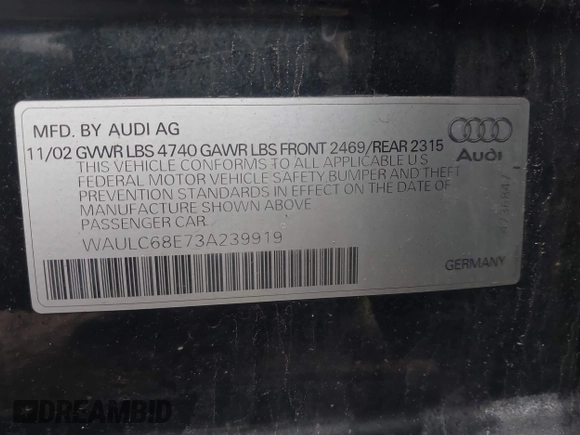 MFD. BY AUDI AG
11/02 GVWR LBS 4740 GAWR LBS FRONT 2469/REAR 2315
THIS VEHICLE CONFORMS TO ALL APPLICABLE U S
FEDERAL MOTOR VEHICLE SAFETY, BUMPER AND THEFT
PREVENTION STANDARDS IN EFFECT ON THE DATE OF
MANUFACTURE SHOWN ABOVE
PASSENGER CAR.
WAULC68E73A239919
Audi
GERMANY
DREAMBID